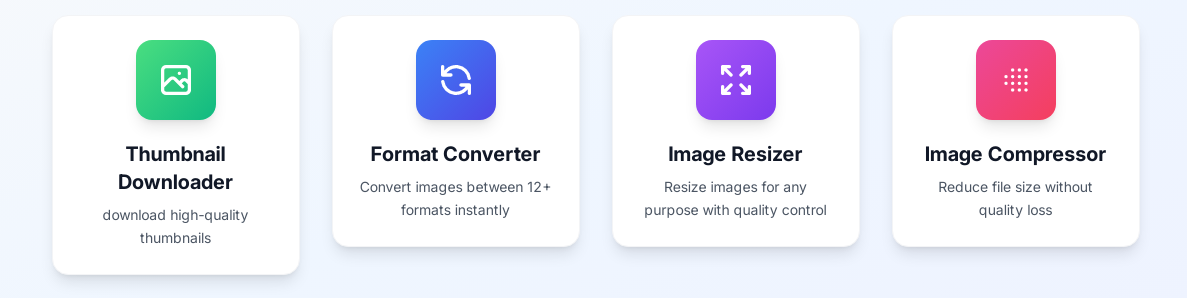 Thumbnail
Downloader
download high-quality
thumbnails
Format Converter
Convert images between 12+
formats instantly
Image Resizer
Resize images for any
purpose with quality control
Image Compressor
Reduce file size without
quality loss